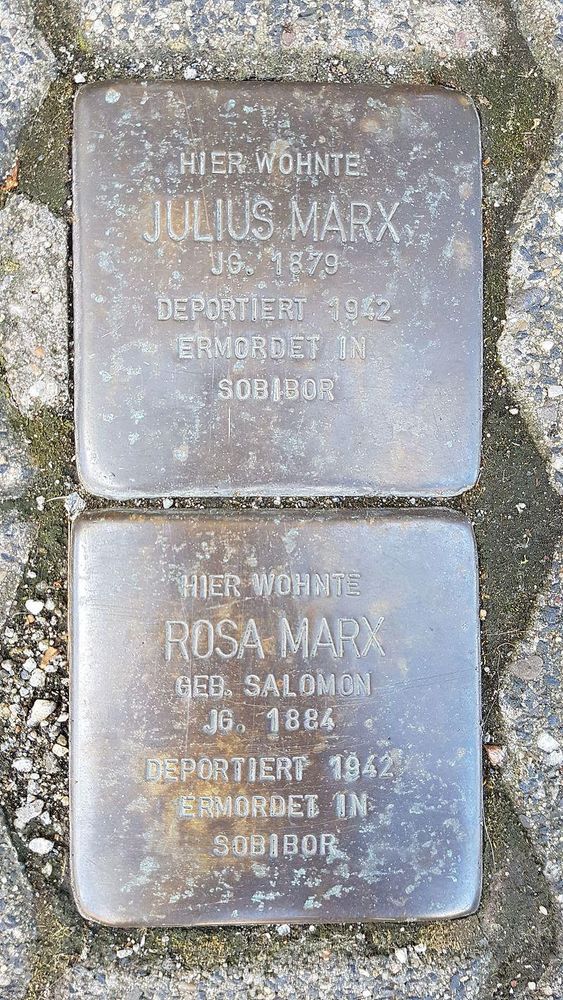 HIER WOHNTE
JULIUS MARX
JG. 1879
DEPORTIERT 1942
ERMORDET IN
SOBIBOR
HIER WOHNTE
ROSA MARX
GEB. SALOMON
JG. 1884
DEPORTIERT 1942
ERMORDET IN
SOBIBOR